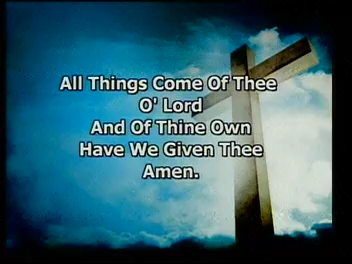 All Things Come Of Thee
O' Lord
And Of Thine Own
Have We Given Thee
Amen.